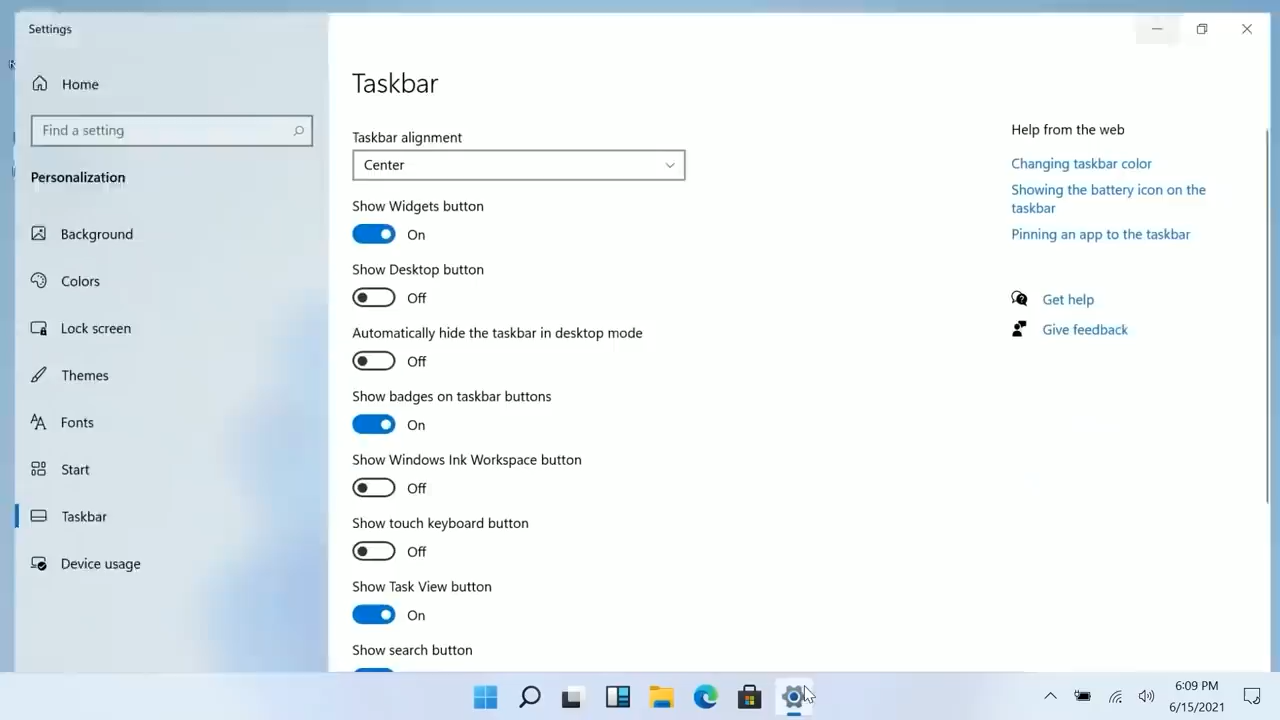 Settings
Home
Find a setting
Personalization
Background
Colors
Lock screen
Themes
Fonts
Start
Taskbar
Device usage
Taskbar
Taskbar alignment
Center
Show Widgets button
On
Show Desktop button
Off
Automatically hide the taskbar in desktop mode
Off
Show badges on taskbar buttons
On
Show Windows Ink Workspace button
Off
Show touch keyboard button
Off
Show Task View button
On
Show search button
Help from the web
Changing taskbar color
Showing the battery icon on the
taskbar
Pinning an app to the taskbar
Get help
Give feedback
6:09 PM
6/15/2021